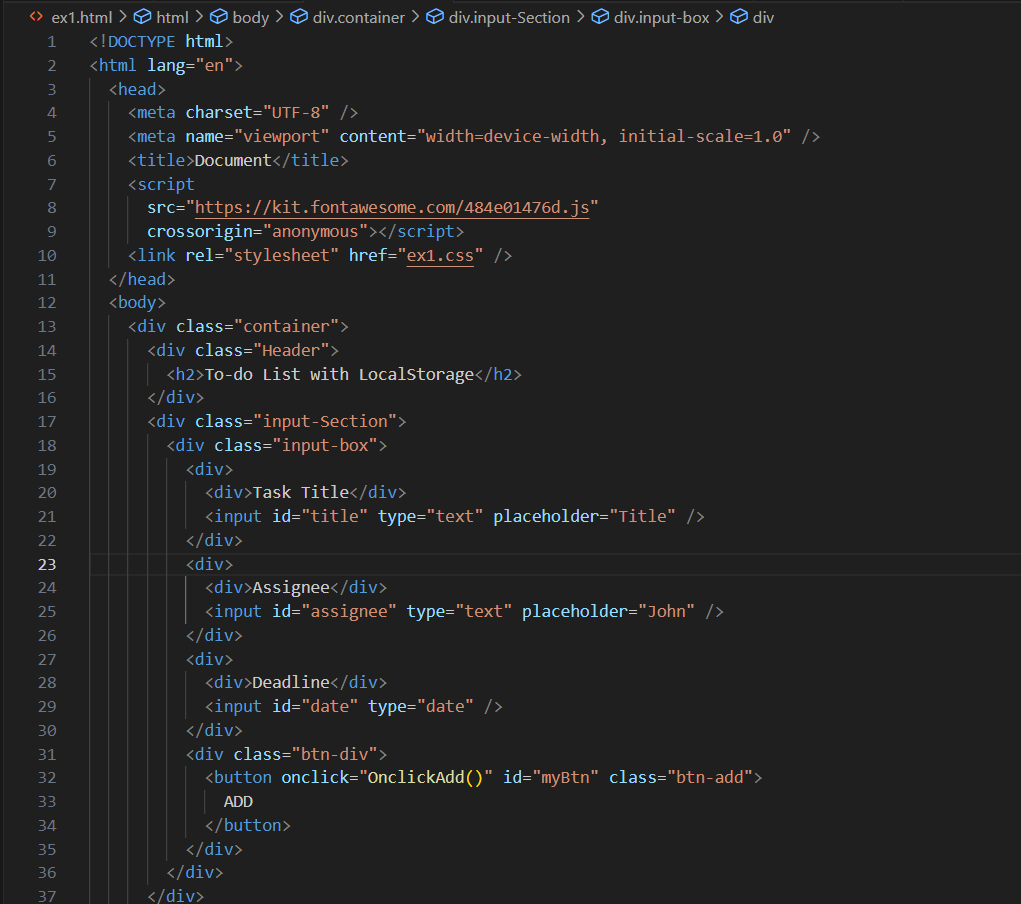 <> ex1.html > html > body > div.container > div.input-Section > div.input-box > div
1 <!DOCTYPE html>
2 <html lang="en">
3 <head>
4 <meta charset="UTF-8" />
5 <meta name="viewport" content="width=device-width, initial-scale=1.0" />
6 <title>Document</title>
7 <script
8 src="https://kit.fontawesome.com/484e01476d.js"
9 crossorigin="anonymous"></script>
10 <link rel="stylesheet" href="ex1.css" />
11 </head>
12 <body>
13 <div class="container">
14 <div class="Header">
15 <h2>To-do List with LocalStorage</h2>
16 </div>
17 <div class="input-Section">
18 <div class="input-box">
19 <div>
20 <div>Task Title</div>
21 <input id="title" type="text" placeholder="Title" />
22 </div>
23 <div>
24 <div>Assignee</div>
25 <input id="assignee" type="text" placeholder="John" />
26 </div>
27 <div>
28 <div>Deadline</div>
29 <input id="date" type="date" />
30 </div>
31 <div class="btn-div">
32 <button onclick="OnclickAdd()" id="myBtn" class="btn-add">
33 ADD
34 </button>
35 </div>
36 </div>
37 </div>